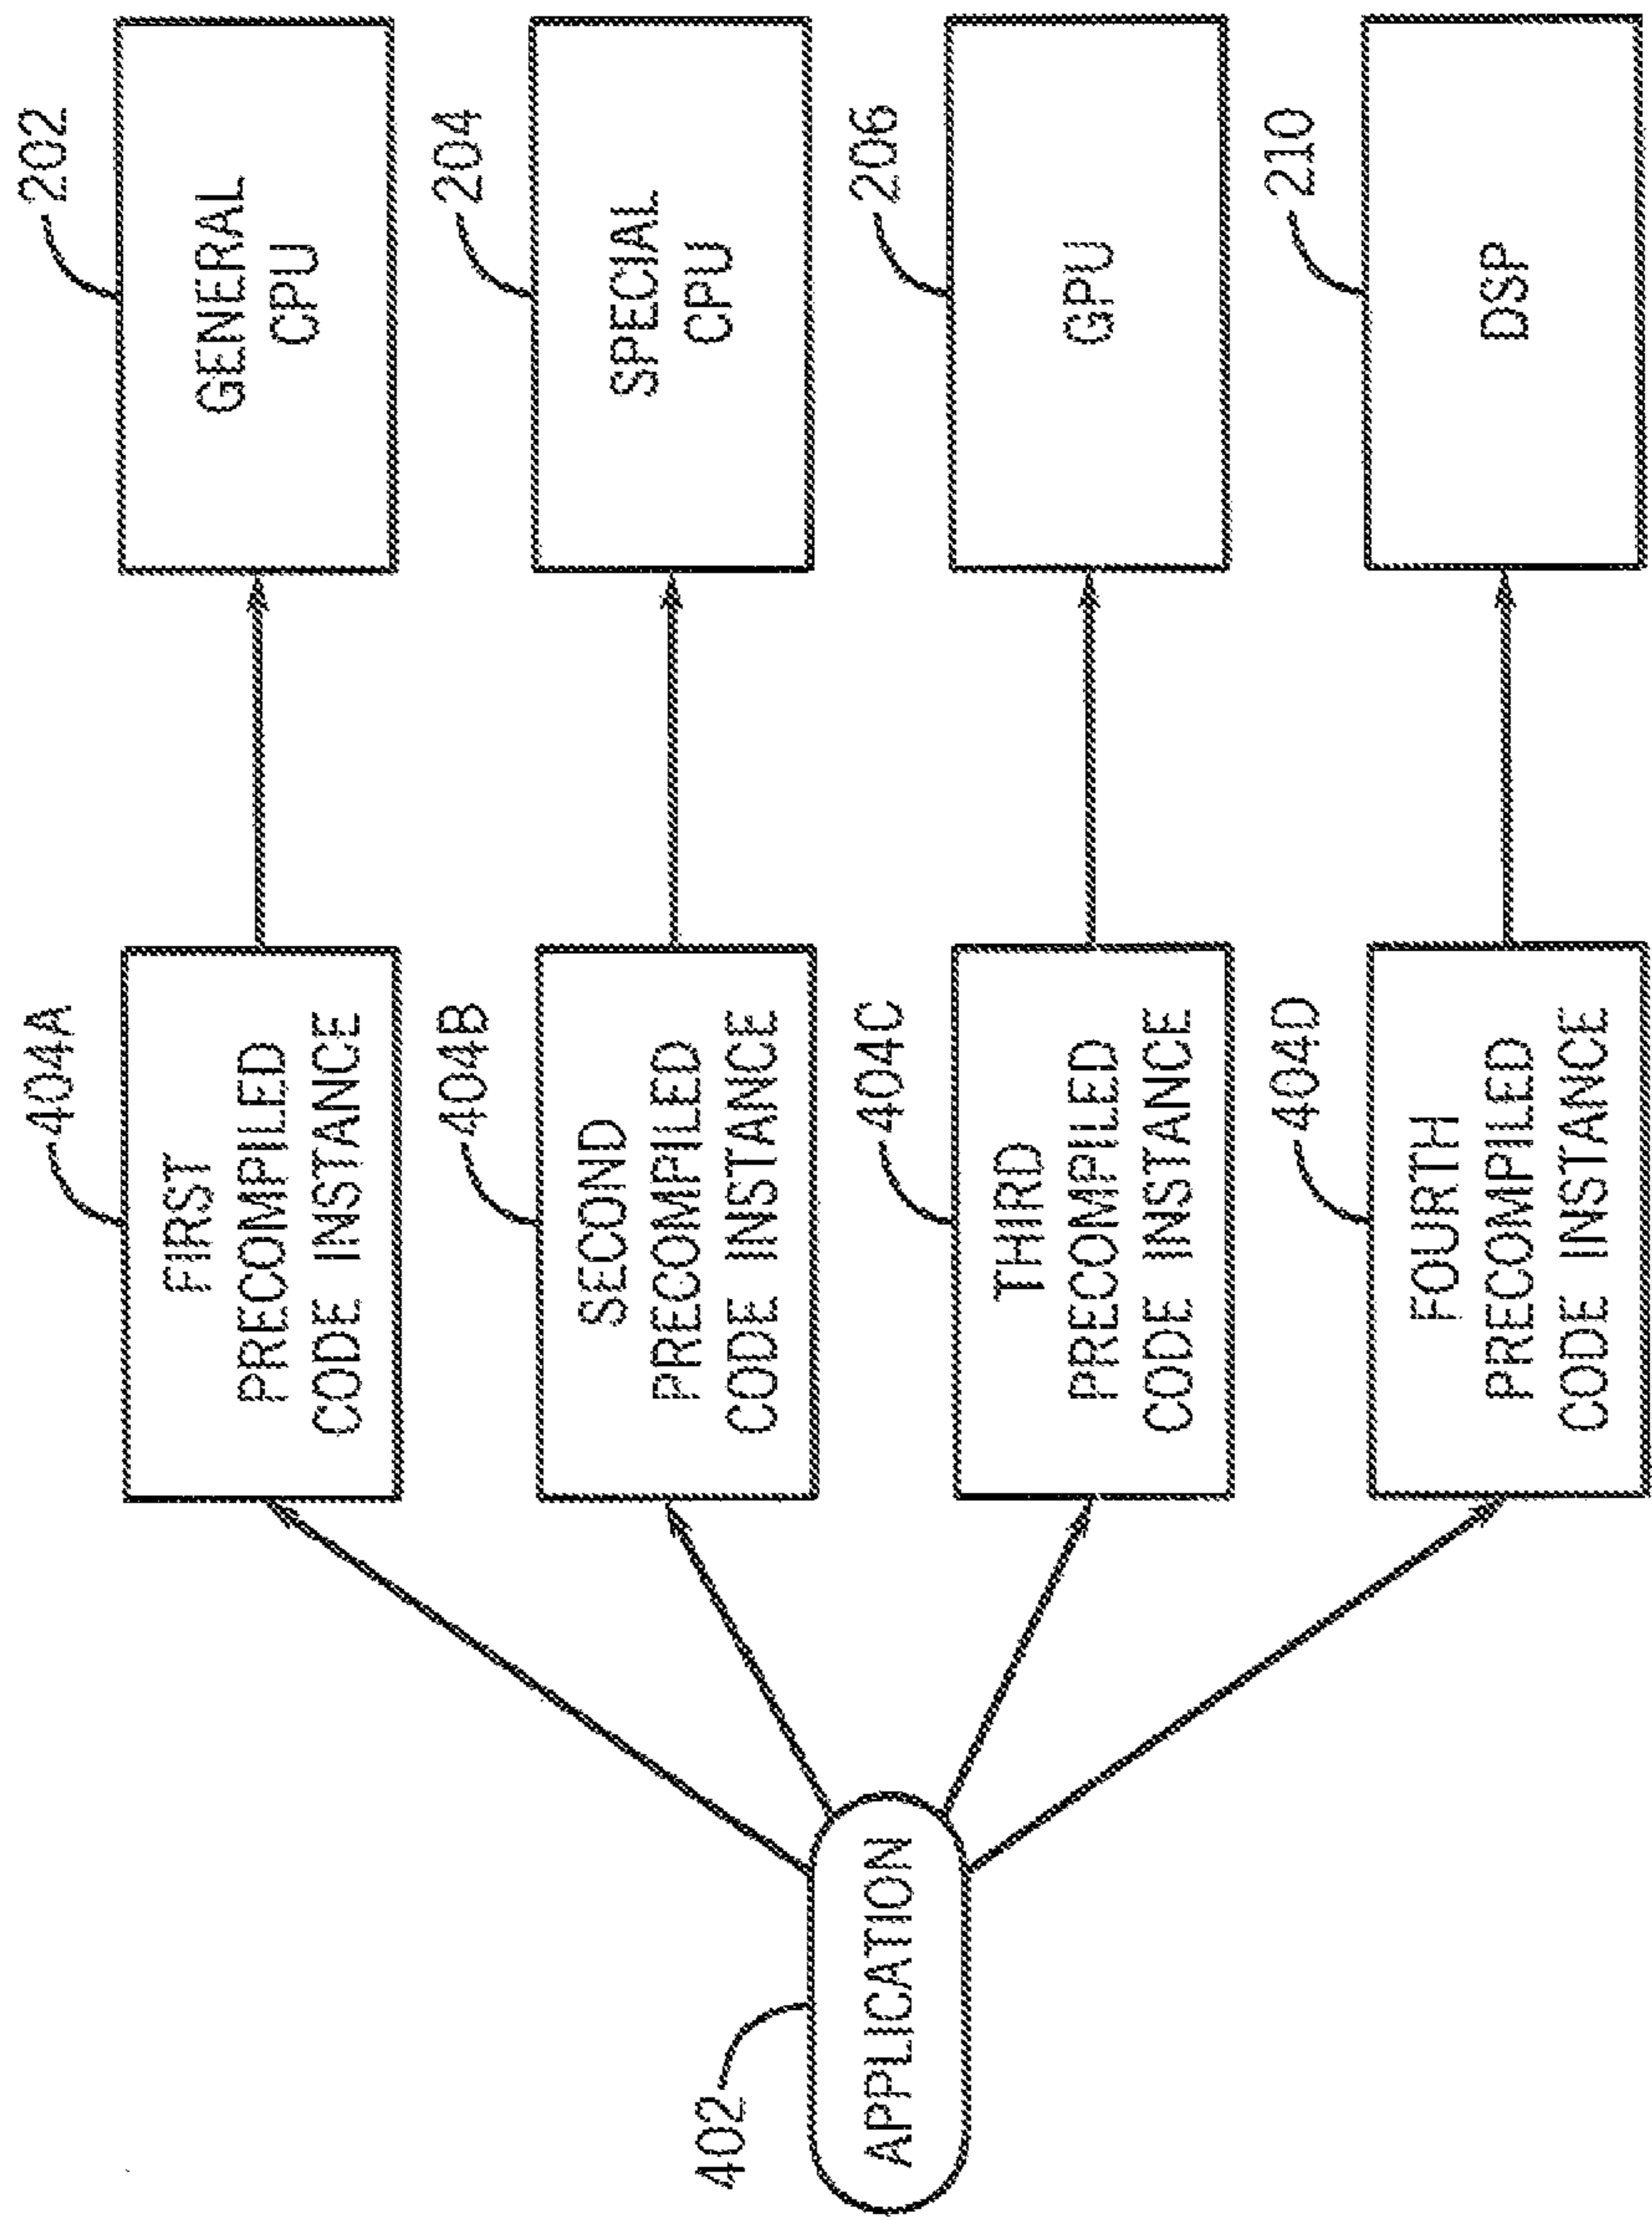 402
APPLICATION
404A
FIRST
PRECOMPILED
CODE INSTANCE
202
GENERAL
CPU
404B
SECOND
PRECOMPILED
CODE INSTANCE
204
SPECIAL
CPU
404C
THIRD
PRECOMPILED
CODE INSTANCE
206
GPU
404D
FOURTH
PRECOMPILED
CODE INSTANCE
210
DSP